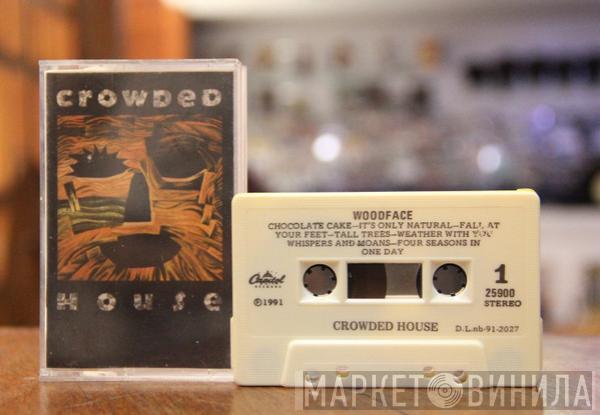 CROWDED
HOUSE
WOODFACE
CHOCOLATE CAKE—IT'S ONLY NATURAL—FALL AT
YOUR FEET—TALL TREES—WEATHER WITH YOU
WHISPERS AND MOANS—FOUR SEASONS IN
ONE DAY
Capitol
RECORDS
℗1991
1
25900
STEREO
CROWDED HOUSE
D.L.nb-91-2027
МАРКЕТ ВИНИЛА